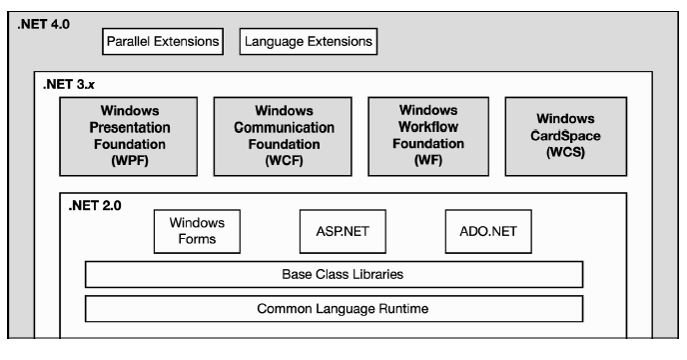 .NET 4.0
Parallel Extensions
Language Extensions
.NET 3.x
Windows
Presentation
Foundation
(WPF)
Windows
Communication
Foundation
(WCF)
Windows
Workflow
Foundation
(WF)
Windows
CardSpace
(WCS)
.NET 2.0
Windows
Forms
ASP.NET
ADO.NET
Base Class Libraries
Common Language Runtime